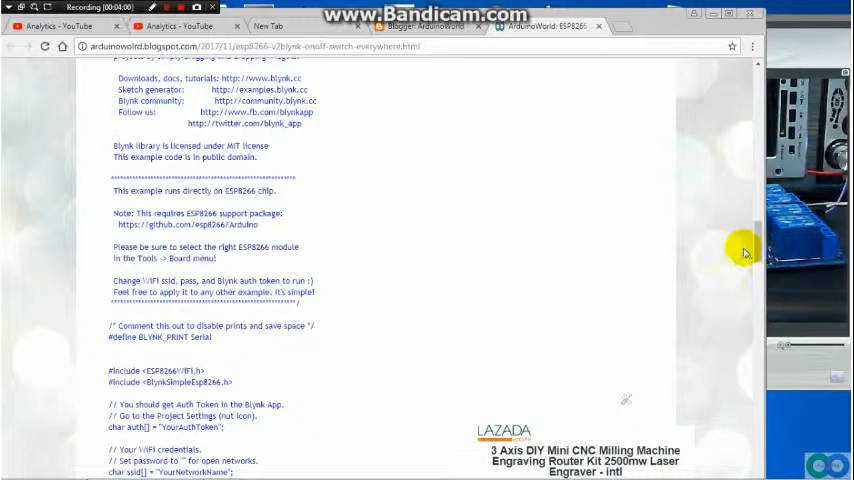 www.Bandicam.com
Recording [00:04:00]
Analytics - YouTube
Analytics - YouTube
New Tab
Blogger: ArduinoWorld
ArduinoWorld: ESP8266
arduinowolrd.blogspot.com/2017/11/esp8266-v2blynk-onoff-switch-everywhere.html
projects by simply dragging and dropping widgets.
Downloads, docs, tutorials: http://www.blynk.cc
Sketch generator: http://examples.blynk.cc
Blynk community: http://community.blynk.cc
Follow us: http://www.fb.com/blynkapp
http://twitter.com/blynk_app
Blynk library is licensed under MIT license
This example code is in public domain.
This example runs directly on ESP8266 chip.
Note: This requires ESP8266 support package:
https://github.com/esp8266/Arduino
Please be sure to select the right ESP8266 module
in the Tools -> Board menu!
Change WiFi ssid, pass, and Blynk auth token to run :)
Feel free to apply it to any other example. It's simple!
/* Comment this out to disable prints and save space */
#define BLYNK_PRINT Serial
#include <ESP8266WiFi.h>
#include <BlynkSimpleEsp8266.h>
// You should get Auth Token in the Blynk App.
// Go to the Project Settings (nut icon).
char auth[] = "YourAuthToken";
// Your WiFi credentials.
// Set password to "" for open networks.
char ssid[] = "YourNetworkName";
LAZADA
3 Axis DIY Mini CNC Milling Machine
Engraving Router Kit 2500mw Laser
Engraver - intl